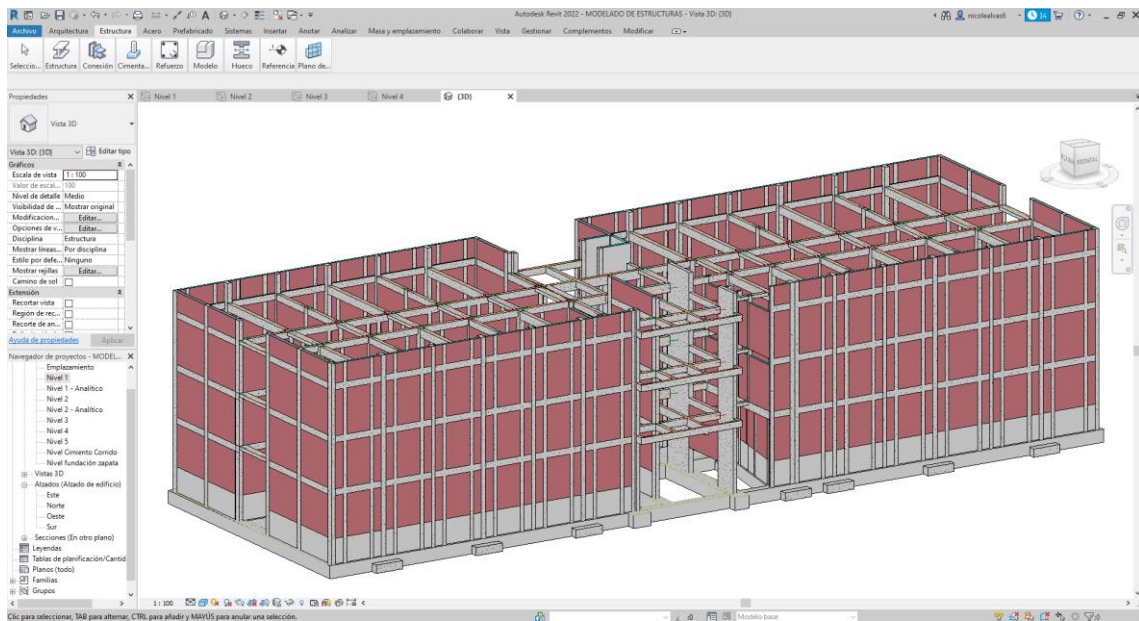 Autodesk Revit 2022 - MODELADO DE ESTRUCTURAS - Vista 3D: {3D}
nicolealvas8
14
Archivo Arquitectura Estructura Acero Prefabricado Sistemas Insertar Anotar Analizar Masa y emplazamiento Colaborar Vista Gestionar Complementos Modificar
Seleccio... Estructura Conexión Cimenta... Refuerzo Modelo Hueco Referencia Plano de...
Propiedades
Nivel 1 Nivel 2 Nivel 3 Nivel 4 {3D}
Vista 3D
Vista 3D: {3D} Editar tipo
Gráficos
Escala de vista 1 : 100
Valor de escal... 100
Nivel de detalle Medio
Visibilidad de ... Mostrar original
Modificacion... Editar...
Opciones de v... Editar...
Disciplina Estructura
Mostrar líneas... Por disciplina
Estilo por defe... Ninguno
Mostrar rejillas Editar...
Camino de sol
Extensión
Recortar vista
Región de rec...
Recorte de an...
Ayuda de propiedades Aplicar
Navegador de proyectos - MODEL...
Emplazamiento
Nivel 1
Nivel 1 - Analítico
Nivel 2
Nivel 2 - Analítico
Nivel 3
Nivel 4
Nivel 5
Nivel Cimiento Corrido
Nivel fundación zapata
Vistas 3D
Alzados (Alzado de edificio)
Este
Norte
Oeste
Sur
Secciones (En otro plano)
Leyendas
Tablas de planificación/Cantid
Planos (todo)
Familias
Grupos
FRONTAL
1 : 100
Clic para seleccionar, TAB para alternar, CTRL para añadir y MAYÚS para anular una selección.
:0 Modelo base
:0